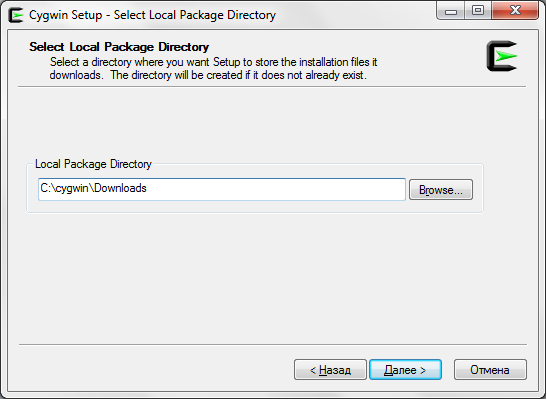 Cygwin Setup - Select Local Package Directory
Select Local Package Directory
Select a directory where you want Setup to store the installation files it
downloads. The directory will be created if it does not already exist.
Local Package Directory
C:\cygwin\Downloads
Browse...
< Назад
Далее >
Отмена